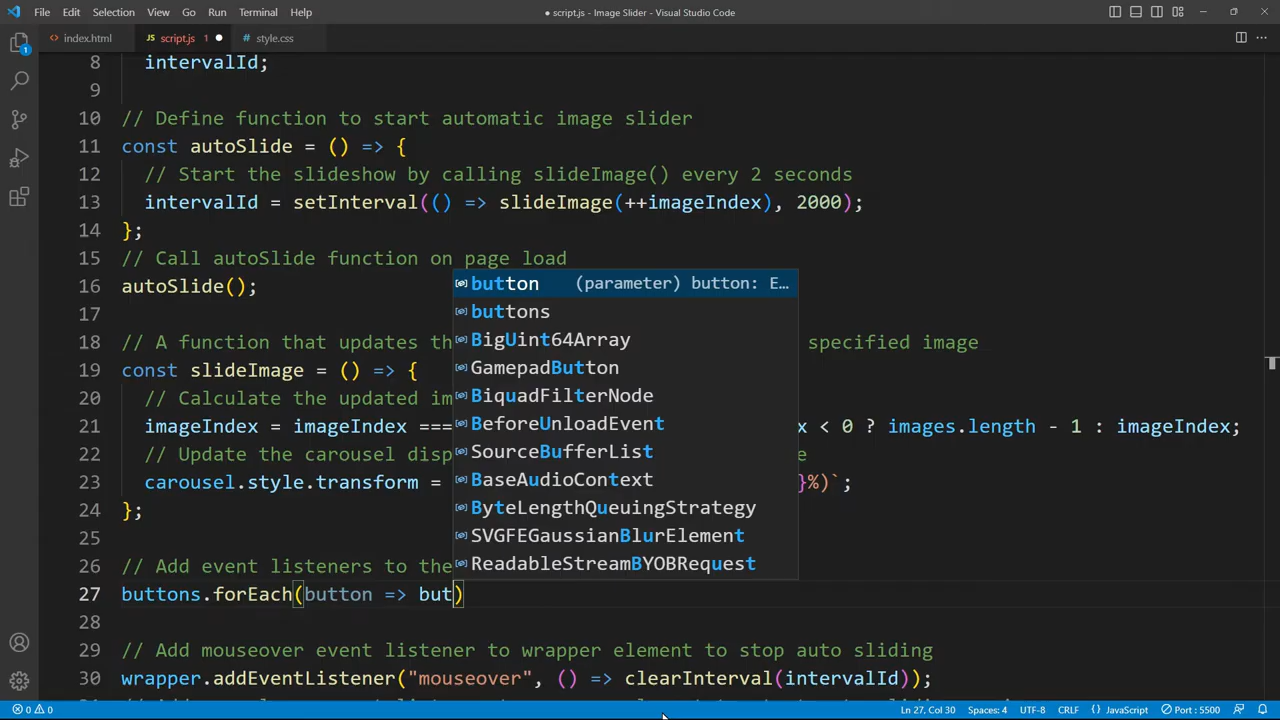 File Edit Selection View Go Run Terminal Help
● script.js - Image Slider - Visual Studio Code
index.html
JS script.js 1 ●
style.css
8 intervalId;
9
10 // Define function to start automatic image slider
11 const autoSlide = () => {
12 // Start the slideshow by calling slideImage() every 2 seconds
13 intervalId = setInterval(() => slideImage(++imageIndex), 2000);
14 };
15 // Call autoSlide function on page load
16 autoSlide();
17
18 // A function that updates th specified image
19 const slideImage = () => {
20 // Calculate the updated im
21 imageIndex = imageIndex === x < 0 ? images.length - 1 : imageIndex;
22 // Update the carousel disp e
23 carousel.style.transform = }%)`;
24 };
25
26 // Add event listeners to the
27 buttons.forEach(button => but)
28
29 // Add mouseover event listener to wrapper element to stop auto sliding
30 wrapper.addEventListener("mouseover", () => clearInterval(intervalId));
button (parameter) button: E…
buttons
BigUint64Array
GamepadButton
BiquadFilterNode
BeforeUnloadEvent
SourceBufferList
BaseAudioContext
ByteLengthQueuingStrategy
SVGFEGaussianBlurElement
ReadableStreamBYOBRequest
1
0 0
Ln 27, Col 30 Spaces: 4 UTF-8 CRLF {} JavaScript Port : 5500